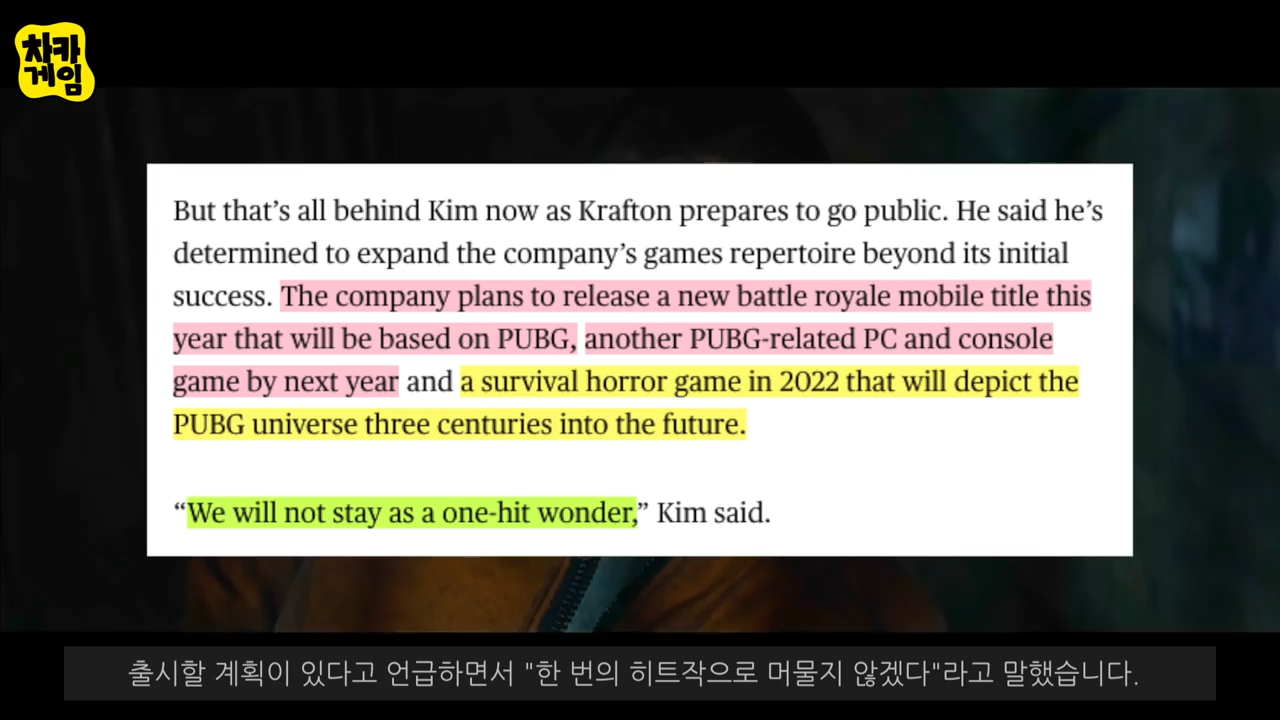 차카
게임
But that’s all behind Kim now as Krafton prepares to go public. He said he’s
determined to expand the company’s games repertoire beyond its initial
success. The company plans to release a new battle royale mobile title this
year that will be based on PUBG, another PUBG-related PC and console
game by next year and a survival horror game in 2022 that will depict the
PUBG universe three centuries into the future.
“We will not stay as a one-hit wonder,” Kim said.
출시할 계획이 있다고 언급하면서 "한 번의 히트작으로 머물지 않겠다"라고 말했습니다.